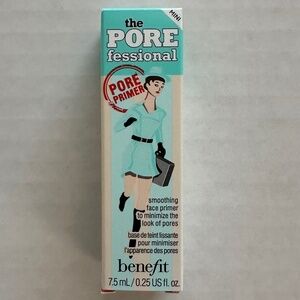 MINI
the
PORE
fessional
PORE
PRIMER
smoothing
face primer
to minimize the
look of pores
base de teint lissante
pour minimiser
l'apparence des pores
benefit
7.5 mL / 0.25 US fl. oz.